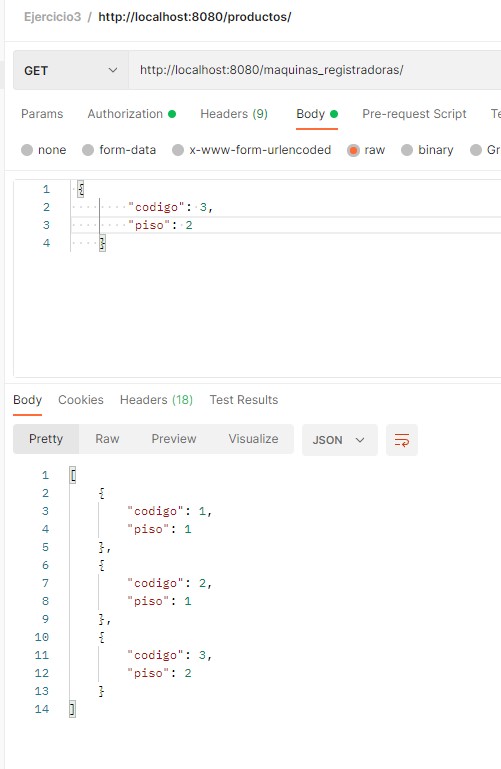 Ejercicio3 / http://localhost:8080/productos/
GET http://localhost:8080/maquinas_registradoras/
Params Authorization Headers (9) Body Pre-request Script
none form-data x-www-form-urlencoded raw binary
1 {
2 "codigo": 3,
3 "piso": 2
4 }
Body Cookies Headers (18) Test Results
Pretty Raw Preview Visualize JSON
1 [
2 {
3 "codigo": 1,
4 "piso": 1
5 },
6 {
7 "codigo": 2,
8 "piso": 1
9 },
10 {
11 "codigo": 3,
12 "piso": 2
13 }
14 ]